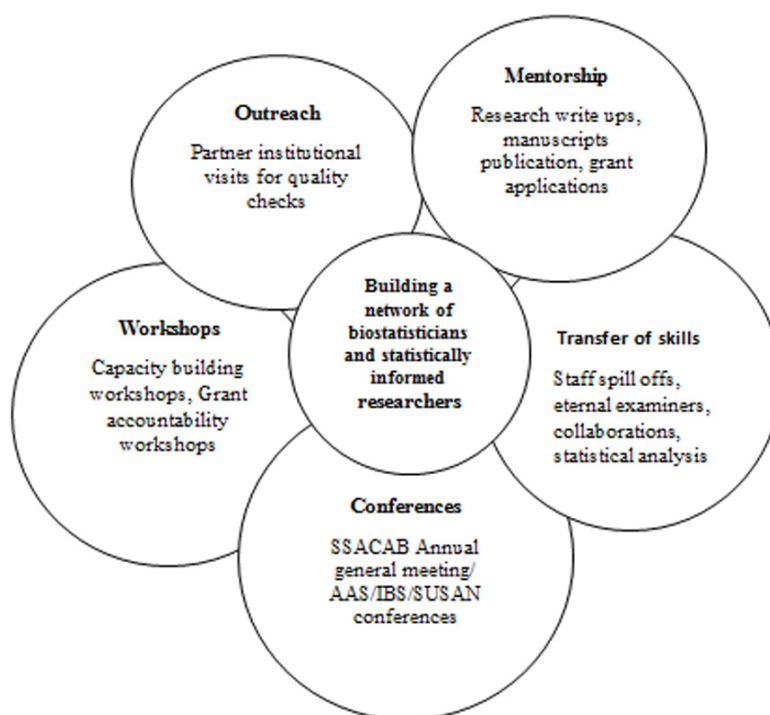 Mentorship
Research write ups,
manuscripts
publication, grant
applications
Outreach
Partner institutional
visits for quality
checks
Building a
network of
biostatisticians
and statistically
informed
researchers
Workshops
Capacity building
workshops, Grant
accountability
workshops
Transfer of skills
Staff spill offs,
eternal examiners,
collaborations,
statistical analysis
Conferences
SSACAB Annual
general meeting/
AAS/IBS/SUSAN
conferences